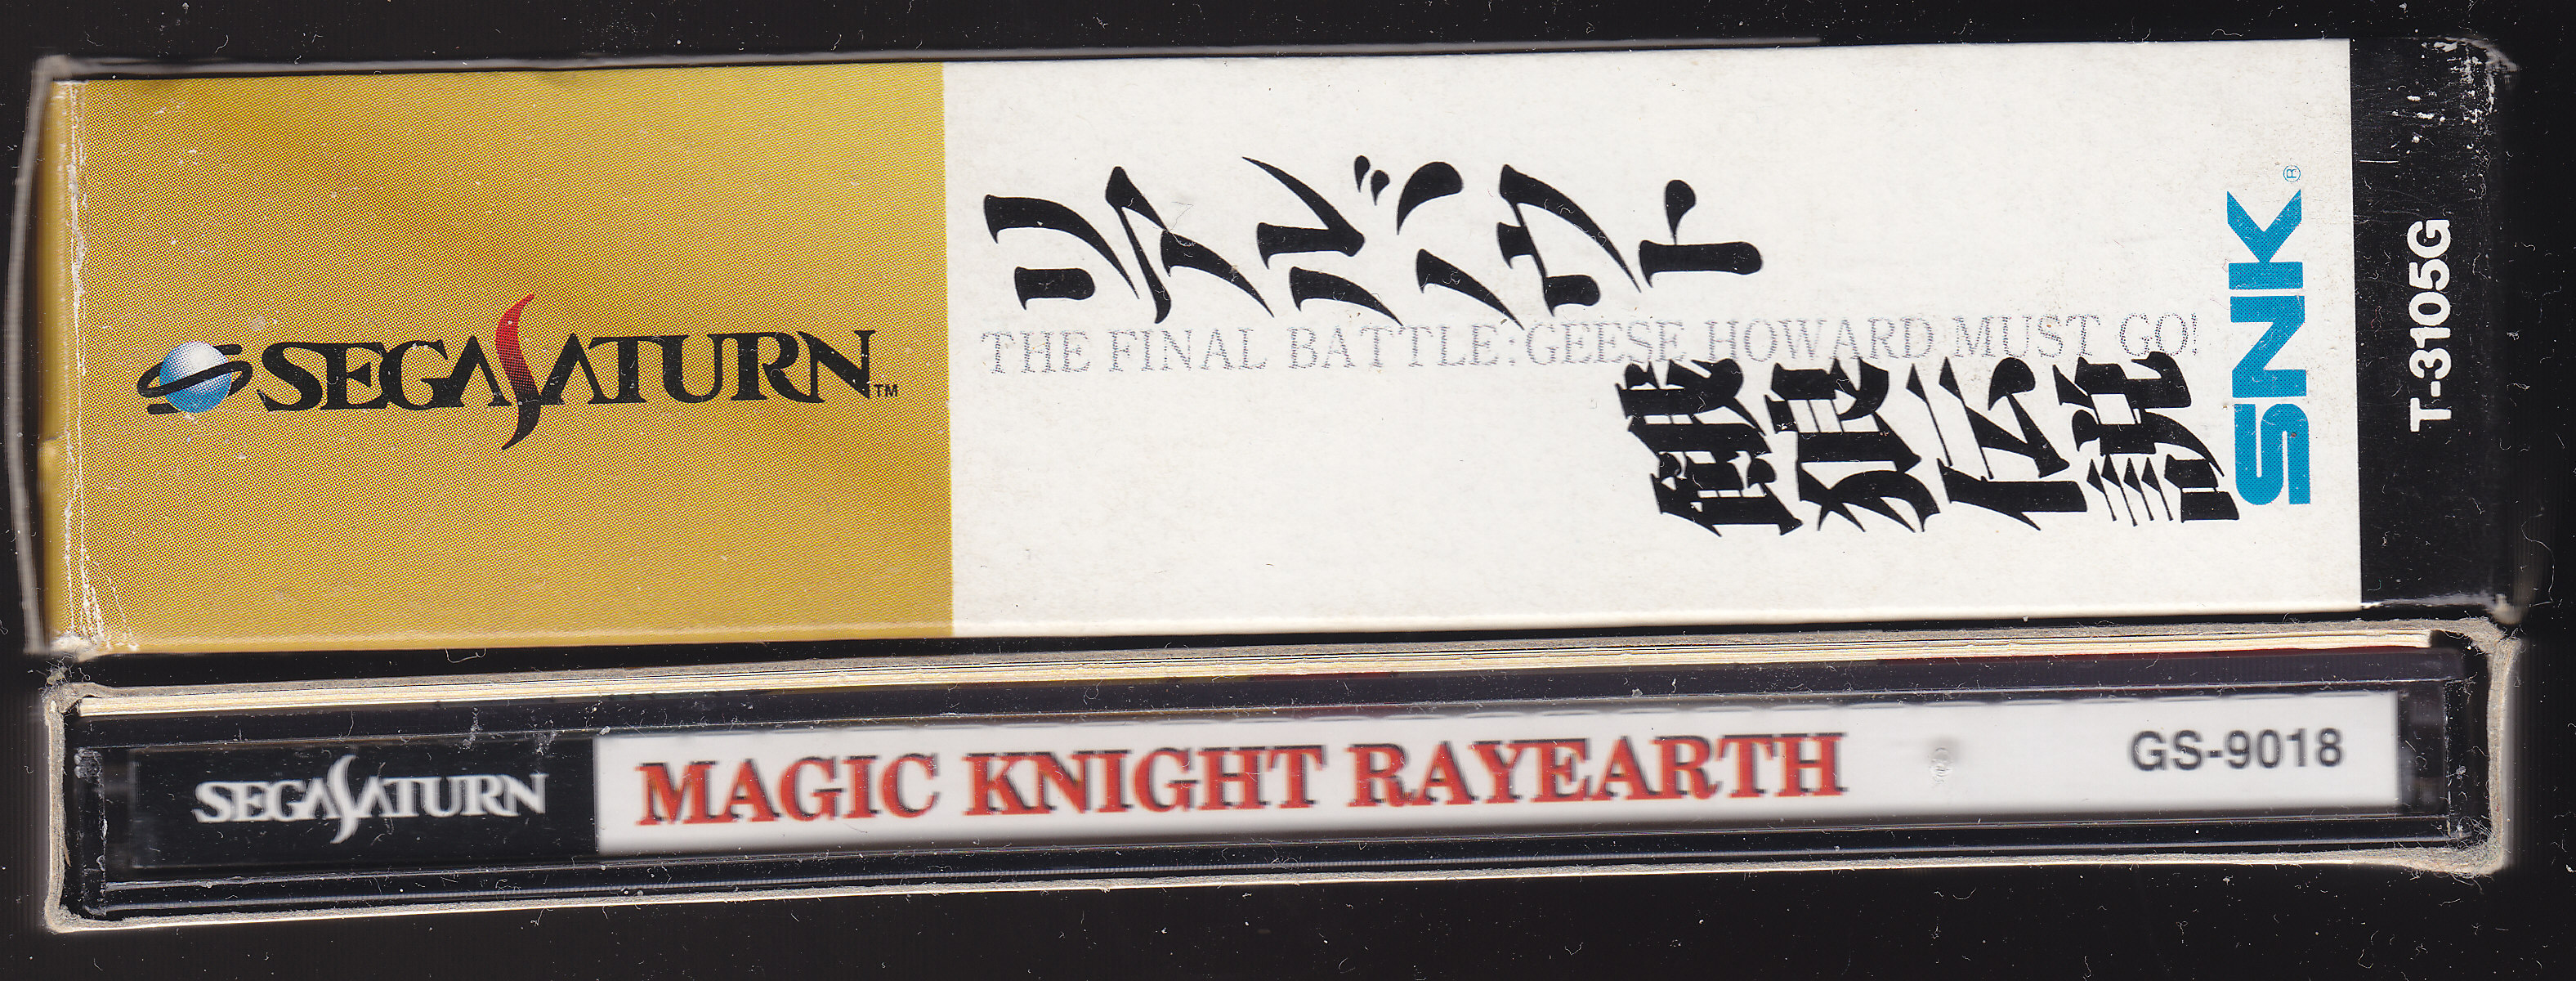 SEGA SATURN™
リアルバウト
THE FINAL BATTLE:GEESE HOWARD MUST GO!
餓狼伝説
SNK®
T-3105G
SEGA SATURN
MAGIC KNIGHT RAYEARTH
GS-9018